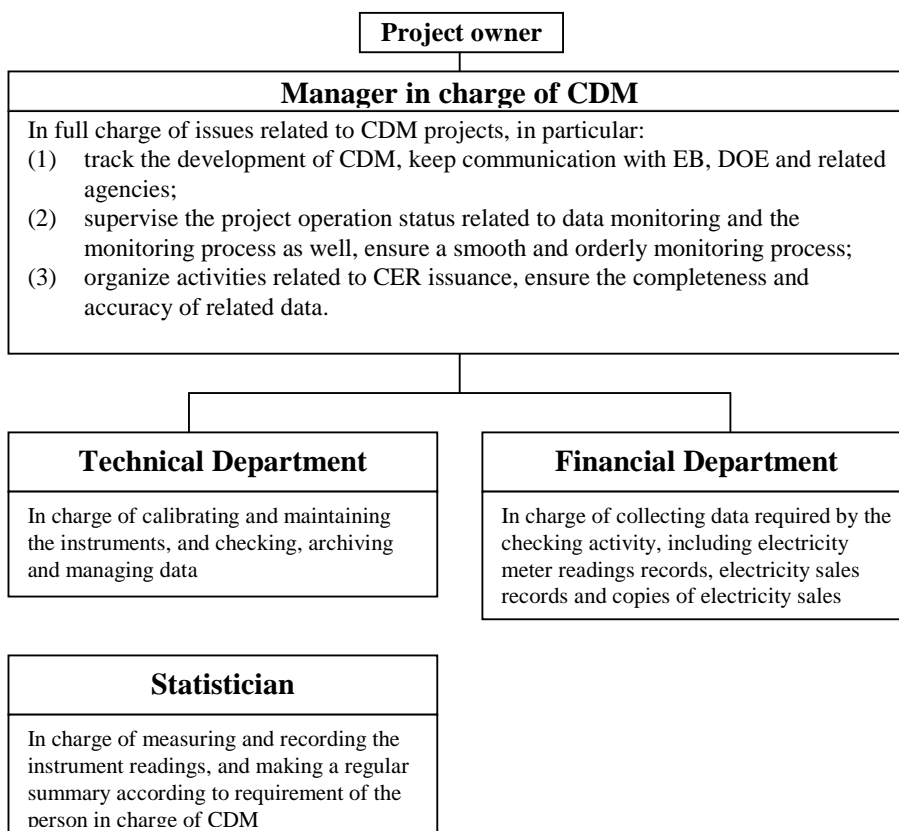 Project owner
Manager in charge of CDM
In full charge of issues related to CDM projects, in particular:
(1) track the development of CDM, keep communication with EB, DOE and related
agencies;
(2) supervise the project operation status related to data monitoring and the
monitoring process as well, ensure a smooth and orderly monitoring process;
(3) organize activities related to CER issuance, ensure the completeness and
accuracy of related data.
Technical Department
In charge of calibrating and maintaining
the instruments, and checking, archiving
and managing data
Financial Department
In charge of collecting data required by the
checking activity, including electricity
meter readings records, electricity sales
records and copies of electricity sales
Statistician
In charge of measuring and recording the
instrument readings, and making a regular
summary according to requirement of the
person in charge of CDM